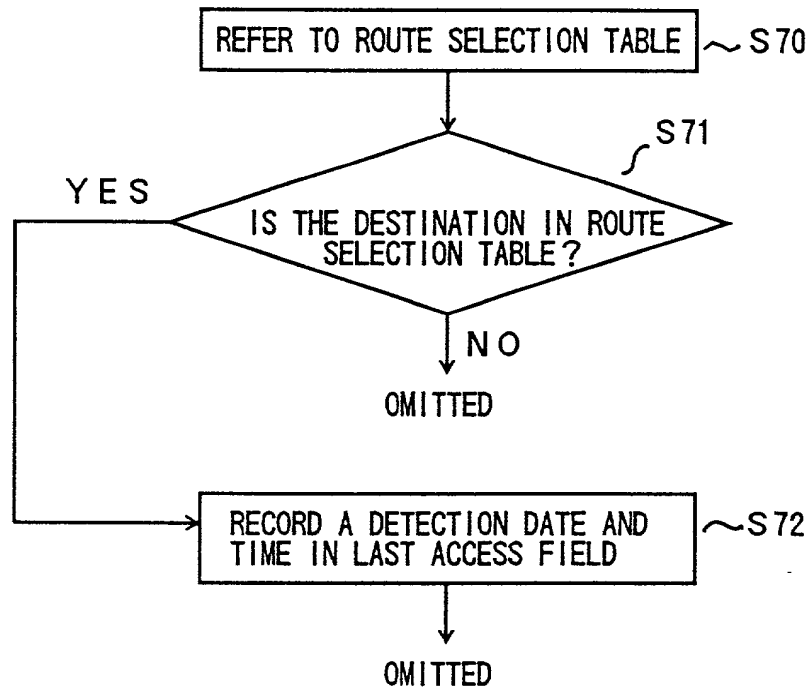 REFER TO ROUTE SELECTION TABLE
S70
S71
YES
IS THE DESTINATION IN ROUTE
SELECTION TABLE?
NO
OMITTED
RECORD A DETECTION DATE AND
TIME IN LAST ACCESS FIELD
S72
OMITTED